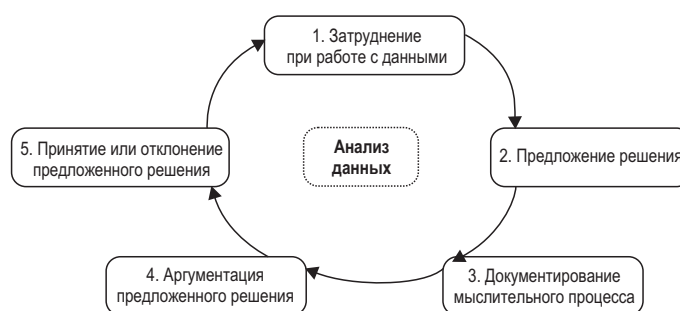 1. Затруднение
при работе с данными
5. Принятие или отклонение
предложенного решения
Анализ
данных
2. Предложение решения
4. Аргументация
предложенного решения
3. Документирование
мыслительного процесса